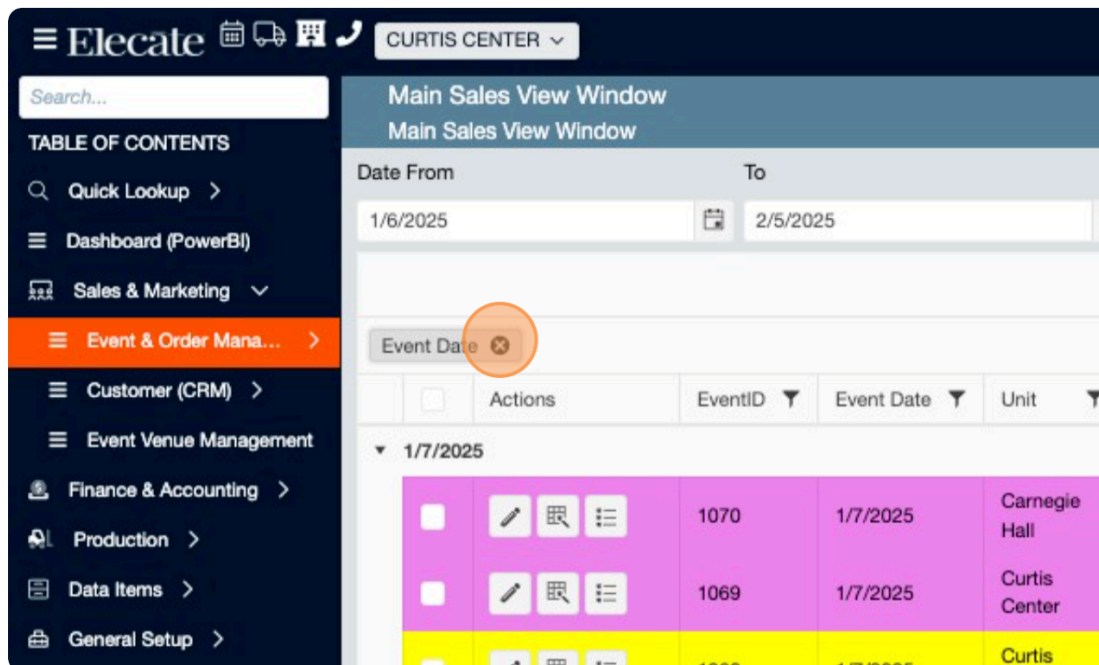 Elecate
CURTIS CENTER
Search...
TABLE OF CONTENTS
Quick Lookup
Dashboard (PowerBI)
Sales & Marketing
Event & Order Mana...
Customer (CRM)
Event Venue Management
Finance & Accounting
Production
Data Items
General Setup
Main Sales View Window
Main Sales View Window
Date From To
1/6/2025 2/5/2025
Event Date
Actions EventID Event Date Unit
1/7/2025
1070 1/7/2025 Carnegie
Hall
1069 1/7/2025 Curtis
Center
Curtis